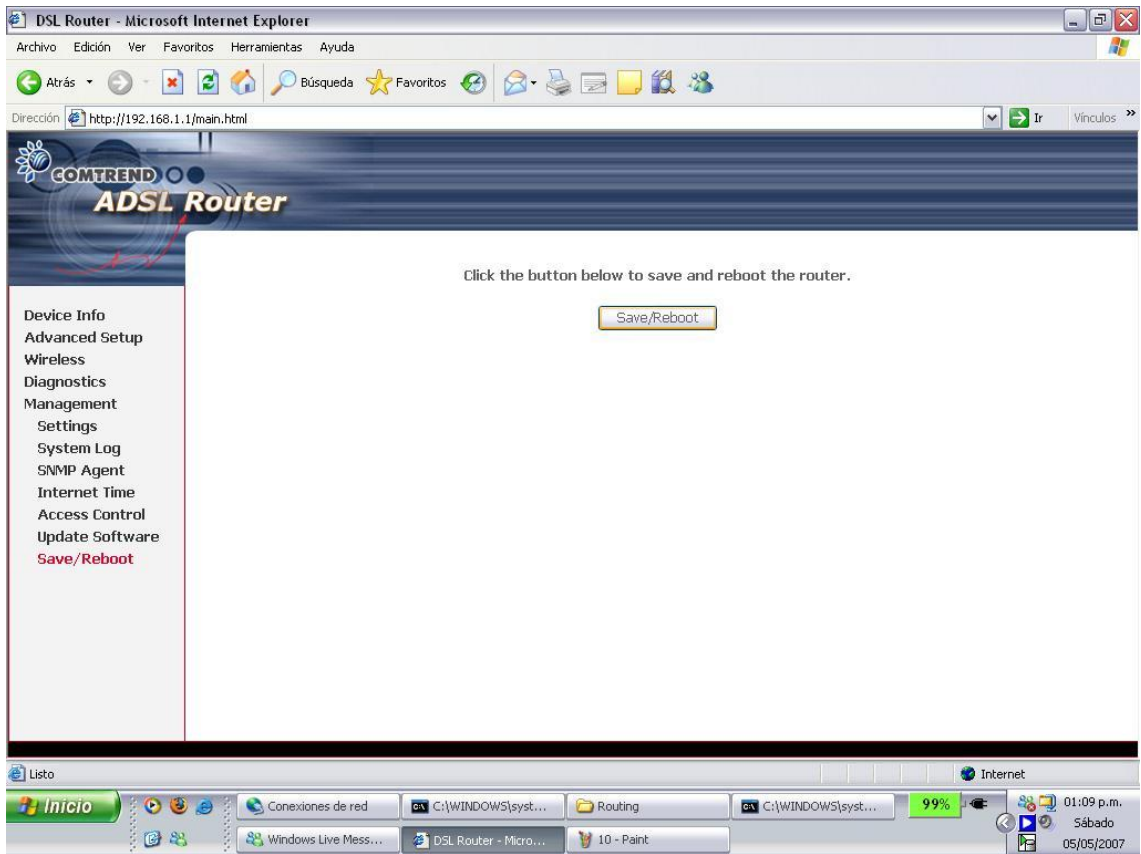 DSL Router - Microsoft Internet Explorer
Archivo Edición Ver Favoritos Herramientas Ayuda
Atrás Búsqueda Favoritos
Dirección http://192.168.1.1/main.html Ir Vínculos »
COMTREND
ADSL Router
Click the button below to save and reboot the router.
Save/Reboot
Device Info
Advanced Setup
Wireless
Diagnostics
Management
Settings
System Log
SNMP Agent
Internet Time
Access Control
Update Software
Save/Reboot
Listo Internet
Inicio Conexiones de red C:\WINDOWS\syst... Routing C:\WINDOWS\syst... 99% 01:09 p.m.
Sábado
Windows Live Mess... DSL Router - Micro... 10 - Paint 05/05/2007